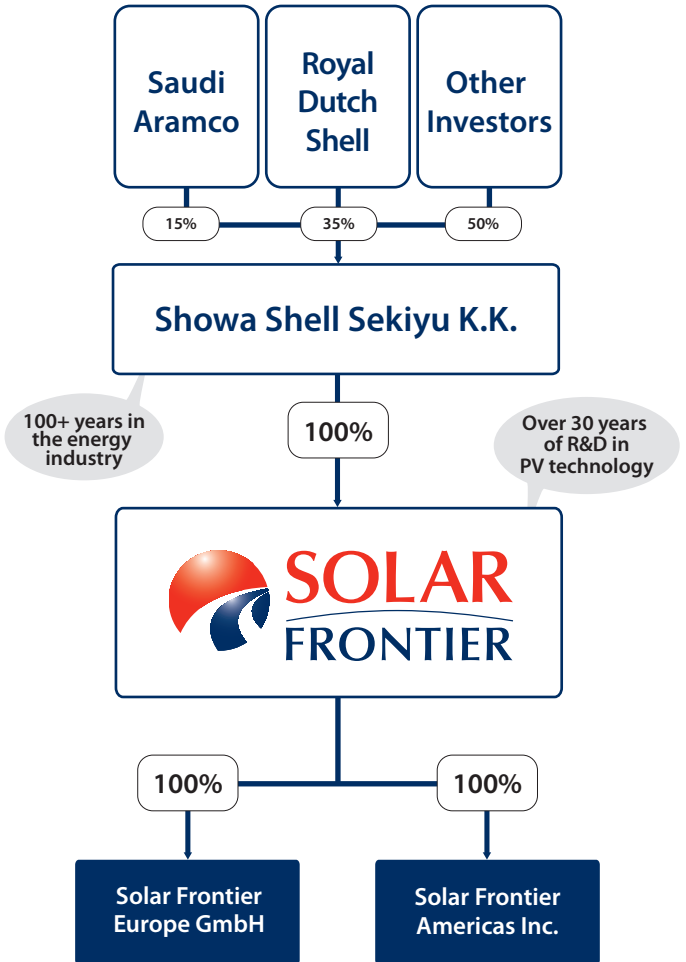 Saudi
Aramco
Royal
Dutch
Shell
Other
Investors
15%
35%
50%
Showa Shell Sekiyu K.K.
100+ years in
the energy
industry
100%
Over 30 years
of R&D in
PV technology
SOLAR
FRONTIER
100%
100%
Solar Frontier
Europe GmbH
Solar Frontier
Americas Inc.